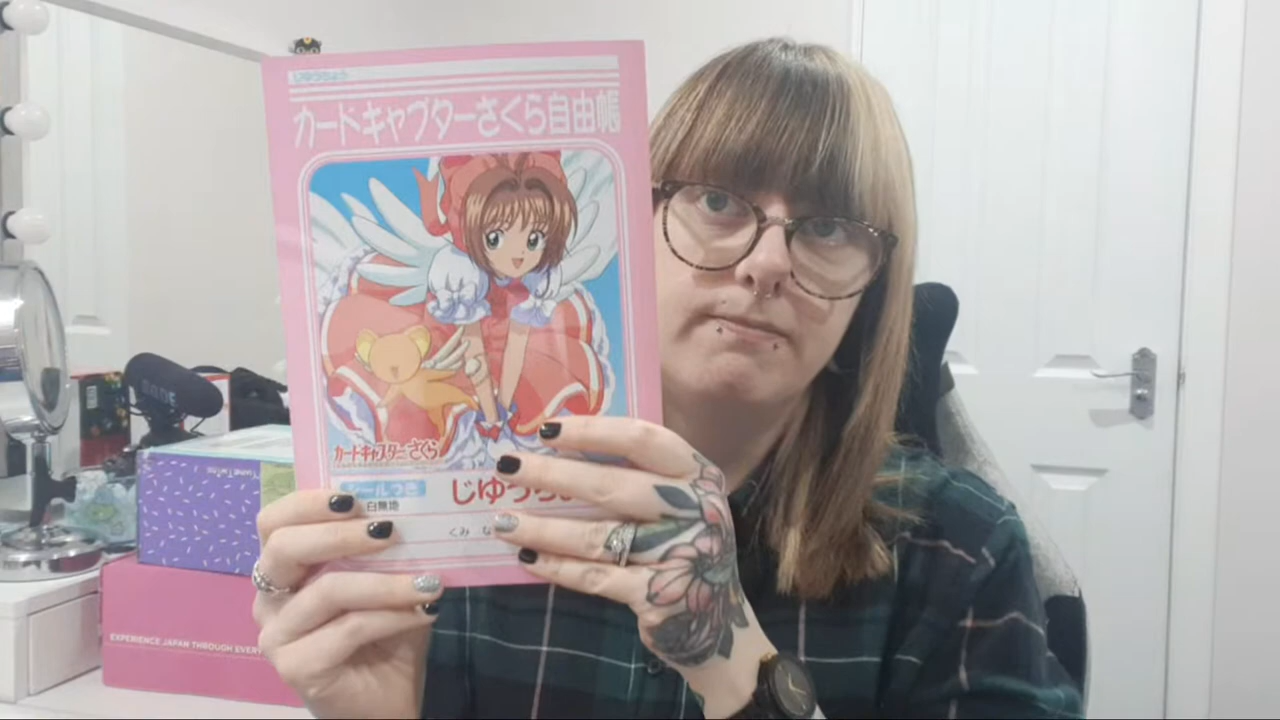 じゆうちょう
カードキャプターさくら自由帳
カードキャプターさくら
シールつき
じゆうち
白無地
くみ な
RODE
EXPERIENCE JAPAN THROUGH EVERY